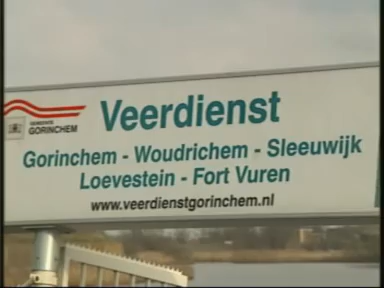 GEMEENTE
GORINCHEM
Veerdienst
Gorinchem - Woudrichem - Sleeuwijk
Loevestein - Fort Vuren
www.veerdienstgorinchem.nl